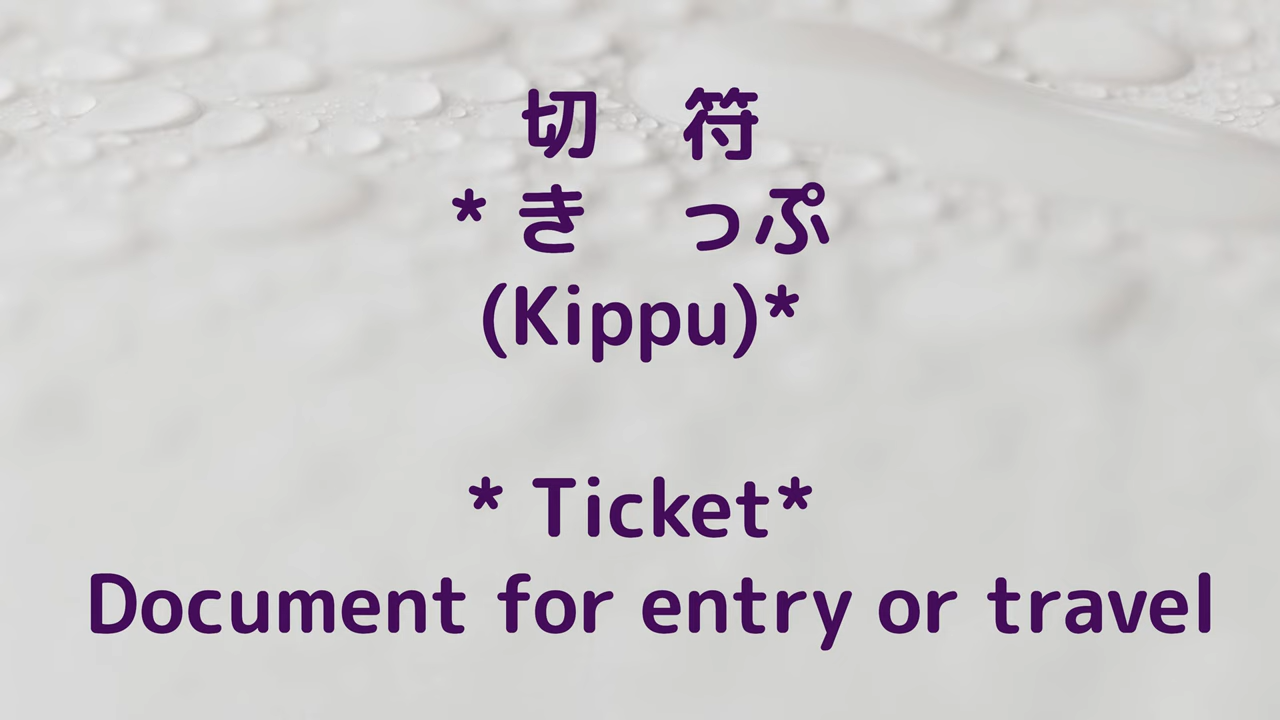 切　符
* き　っぷ
(Kippu)*
* Ticket*
Document for entry or travel